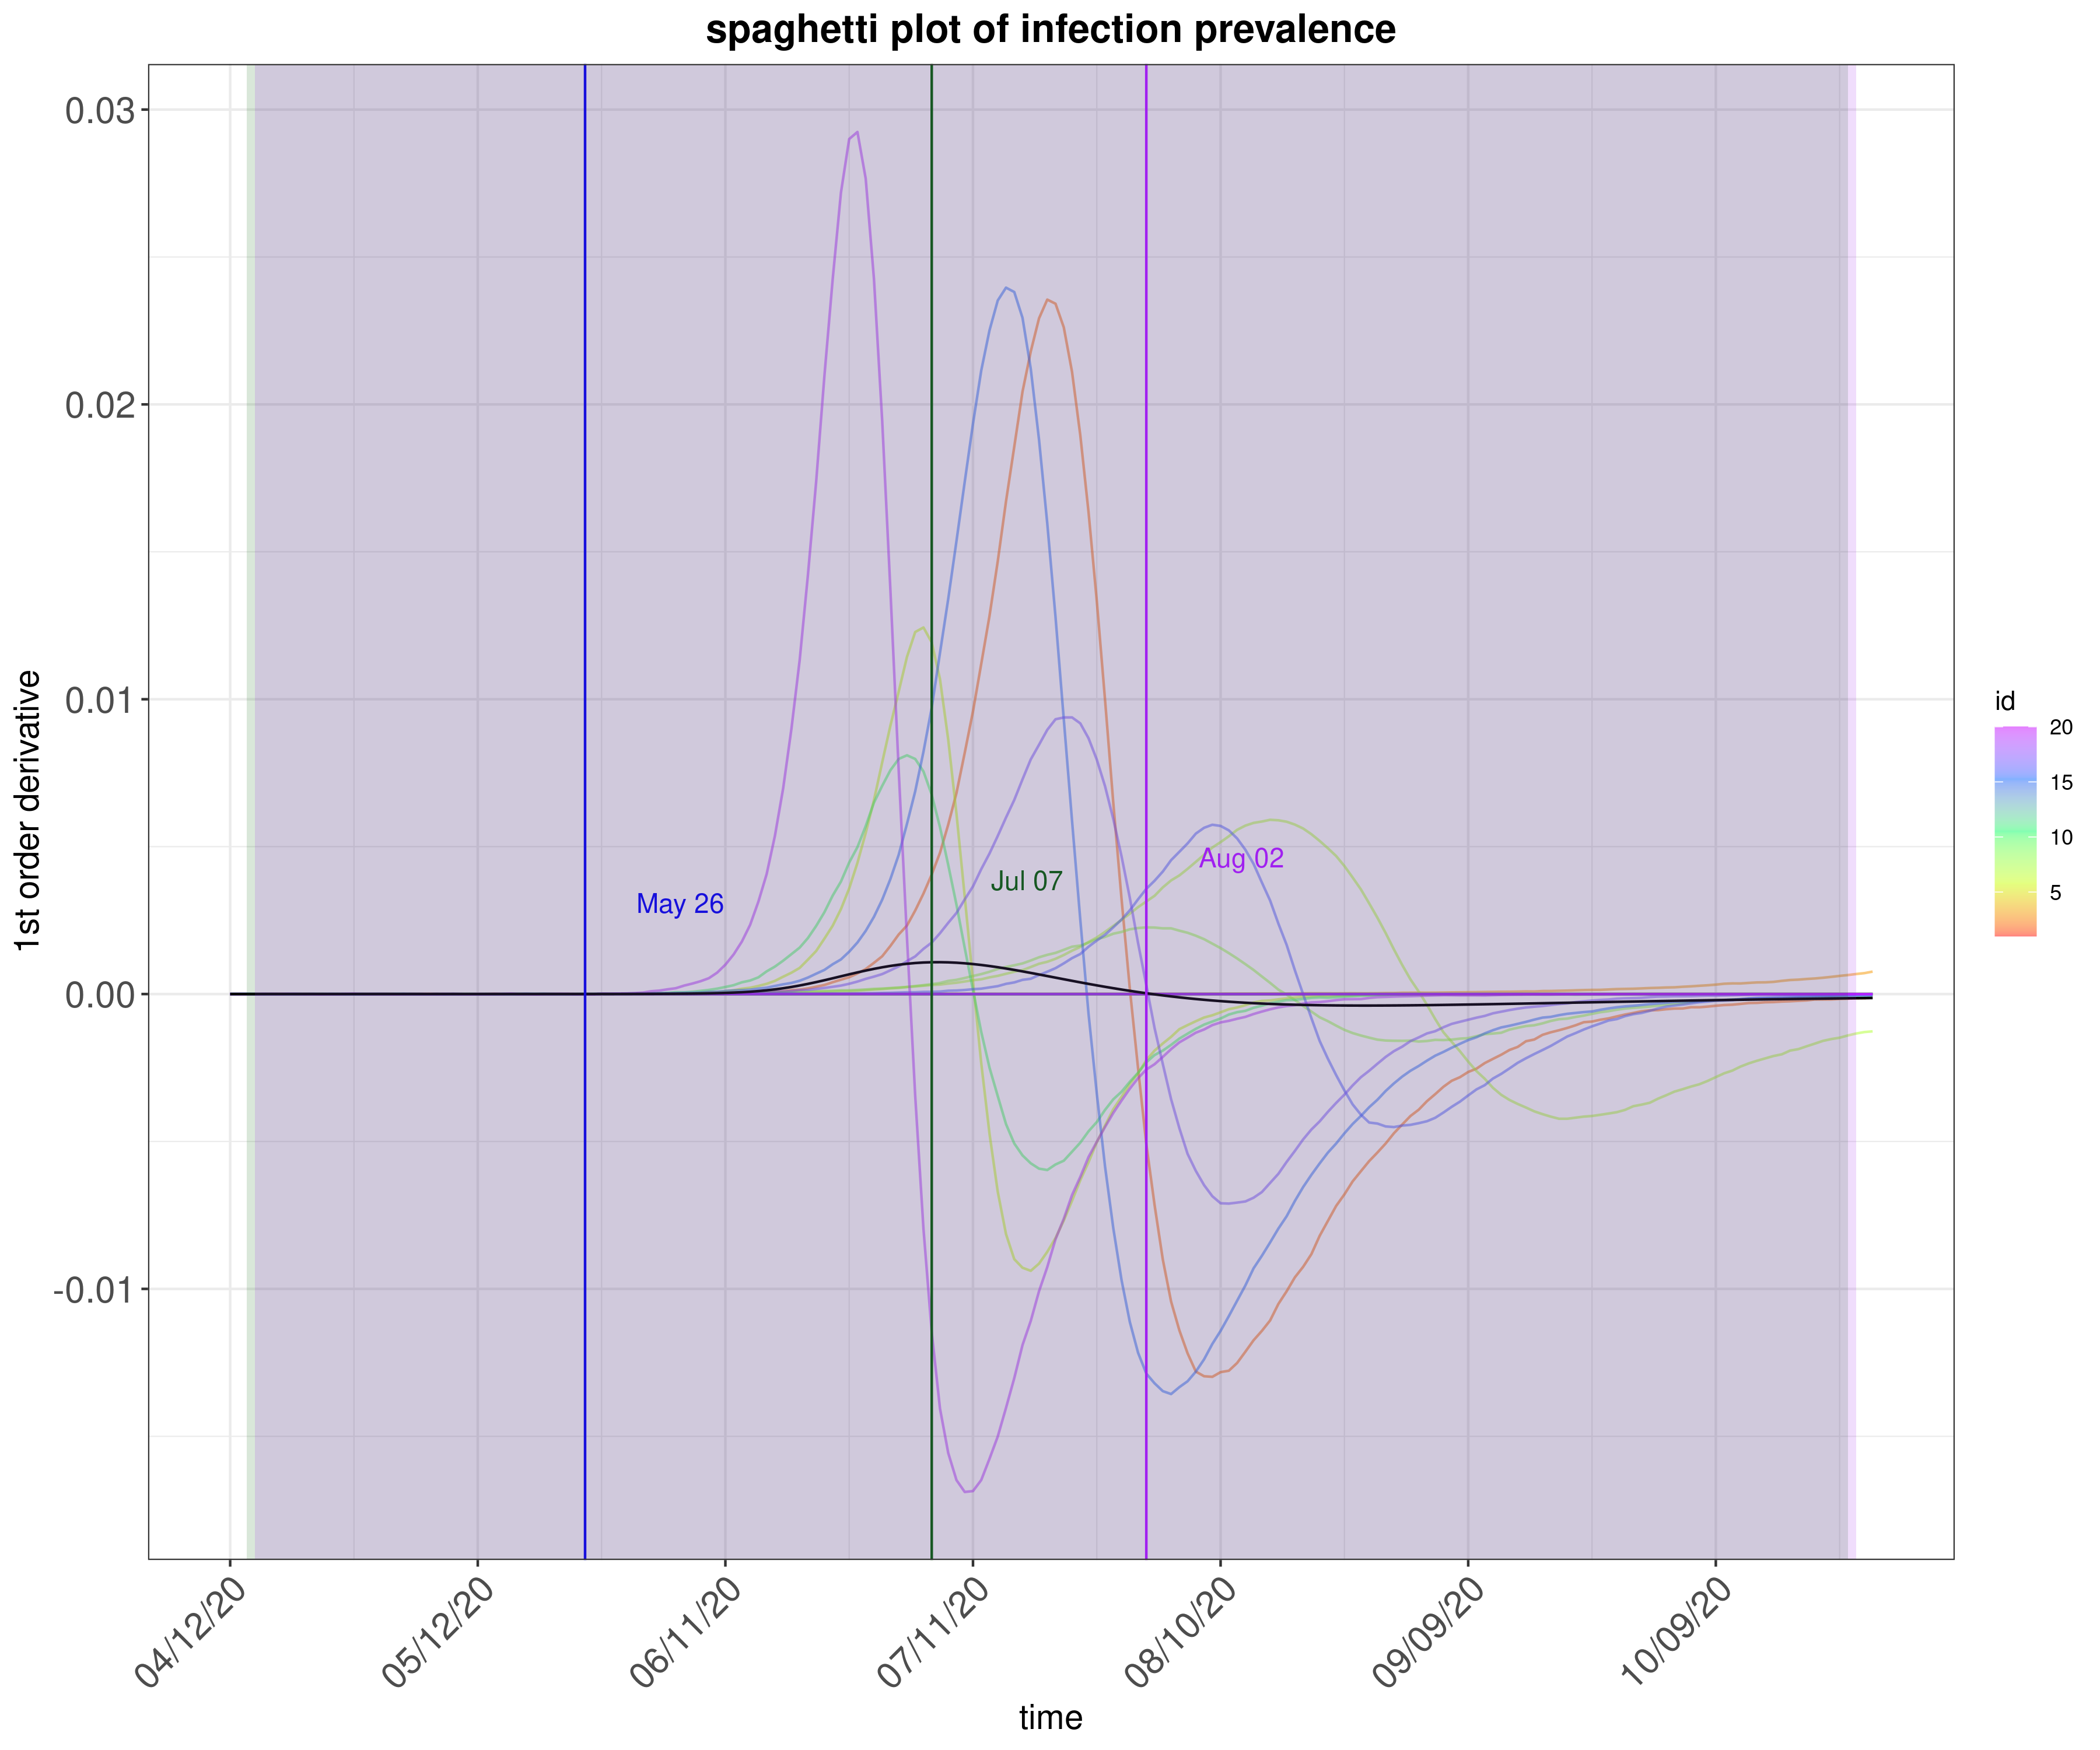 spaghetti plot of infection prevalence
0.03
0.02
0.01
0.00
-0.01
1st order derivative
May 26
Jul 07
Aug 02
04/12/20
05/12/20
06/11/20
07/11/20
08/10/20
09/09/20
10/09/20
time
id
20
15
10
5